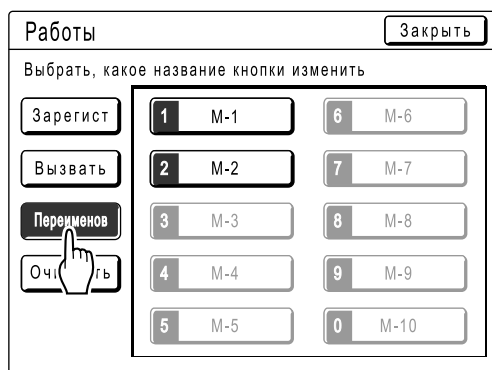 Работы
Закрыть
Выбрать, какое название кнопки изменить
Зарегист
Вызвать
Переименов
1 M-1
6 M-6
2 M-2
7 M-7
3 M-3
8 M-8
4 M-4
9 M-9
5 M-5
0 M-10